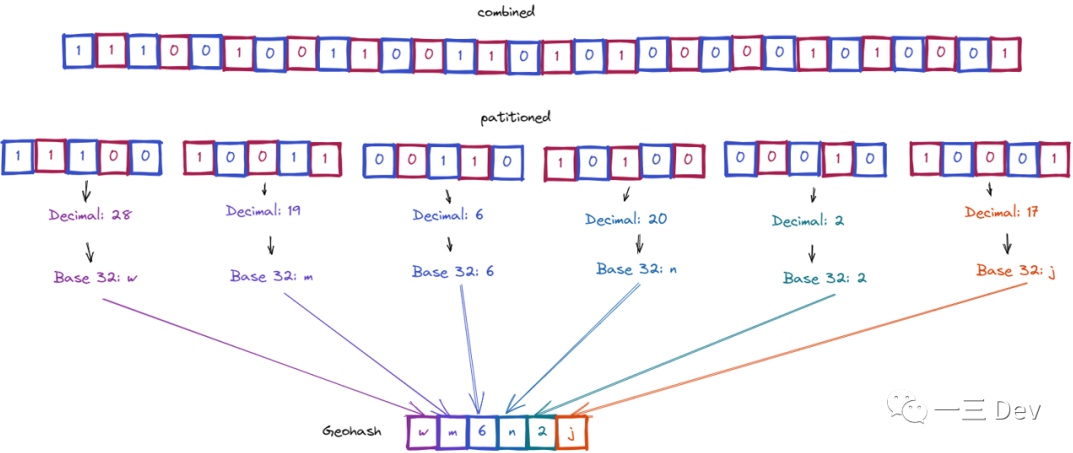 combined
1 1 1 0 0 1 0 0 1 1 0 0 1 1 0 1 0 1 0 0 0 0 0 1 0 1 0 0 0 1
patitioned
1 1 1 0 0 1 0 0 1 1 0 0 1 1 0 1 0 1 0 0 0 0 0 1 0 1 0 0 0 1
Decimal: 28 Decimal: 19 Decimal: 6 Decimal: 20 Decimal: 2 Decimal: 17
Base 32: w Base 32: m Base 32: 6 Base 32: n Base 32: 2 Base 32: j
Geohash w m 6 n 2 j
一三 Dev